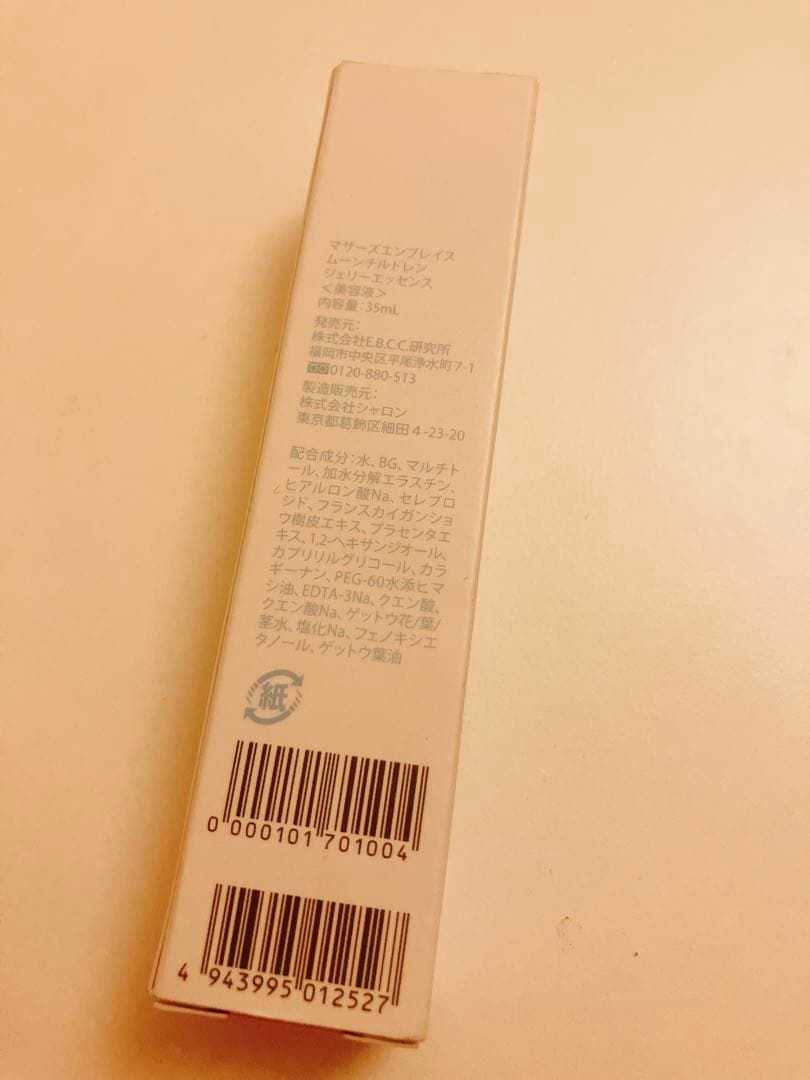 マザーズエンブレイス
ムーンチルドレン
ジェリーエッセンス
<美容液>
内容量:35mL
発売元:
株式会社E.B.C.C.研究所
福岡市中央区平尾浄水町7-1
0120-880-513
製造販売元:
株式会社シャロン
東京都葛飾区細田4-23-20
配合成分:水、BG、マルチト
ール、加水分解エラスチン、
ヒアルロン酸Na、セレブロ
シド、フランスカイガンショ
ウ樹皮エキス、プラセンタエ
キス、1,2-ヘキサンジオール、
カプリリルグリコール、カラ
ギーナン、PEG-60水添ヒマ
シ油、EDTA-3Na、クエン酸、
クエン酸Na、ゲットウ花/葉/
茎水、塩化Na、フェノキシエ
タノール、ゲットウ葉油
紙
0 000101 701004
4 943995 012527